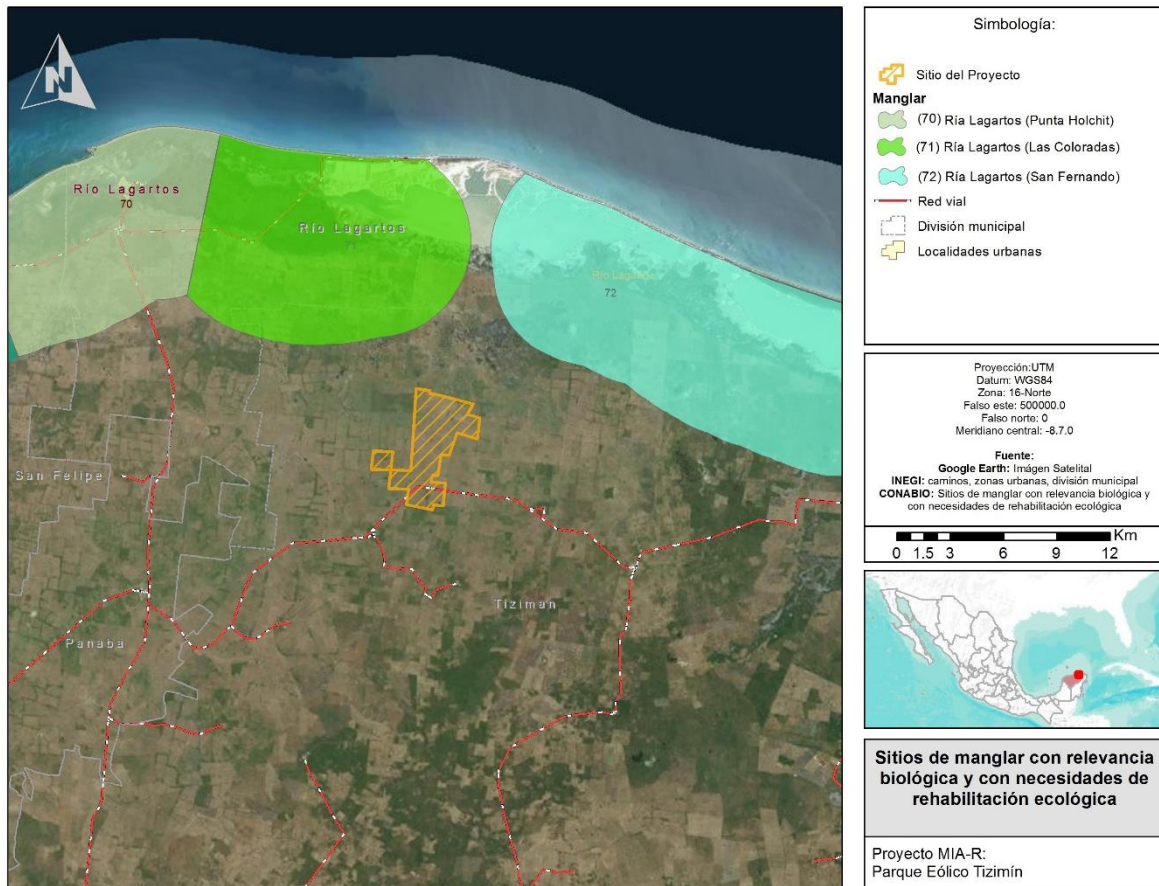 N
Río Lagartos
70
Río Lagartos
71
Río Lagartos
72
San Felipe
Panaba
Tiziman
Simbología:
Sitio del Proyecto
Manglar
(70) Ría Lagartos (Punta Holchit)
(71) Ría Lagartos (Las Coloradas)
(72) Ría Lagartos (San Fernando)
Red vial
División municipal
Localidades urbanas
Proyección:UTM
Datum: WGS84
Zona: 16-Norte
Falso este: 500000.0
Falso norte: 0
Meridiano central: -8.7.0
Fuente:
Google Earth: Imágen Satelital
INEGI: caminos, zonas urbanas, división municipal
CONABIO: Sitios de manglar con relevancia biológica y
con necesidades de rehabilitación ecológica
Km
0 1.5 3 6 9 12
Sitios de manglar con relevancia
biológica y con necesidades de
rehabilitación ecológica
Proyecto MIA-R:
Parque Eólico Tizimín